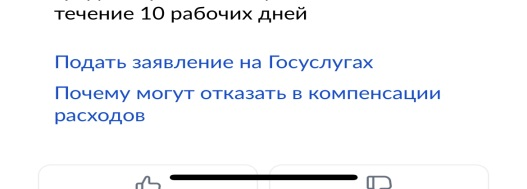 течение 10 рабочих дней
Подать заявление на Госуслугах
Почему могут отказать в компенсации
расходов